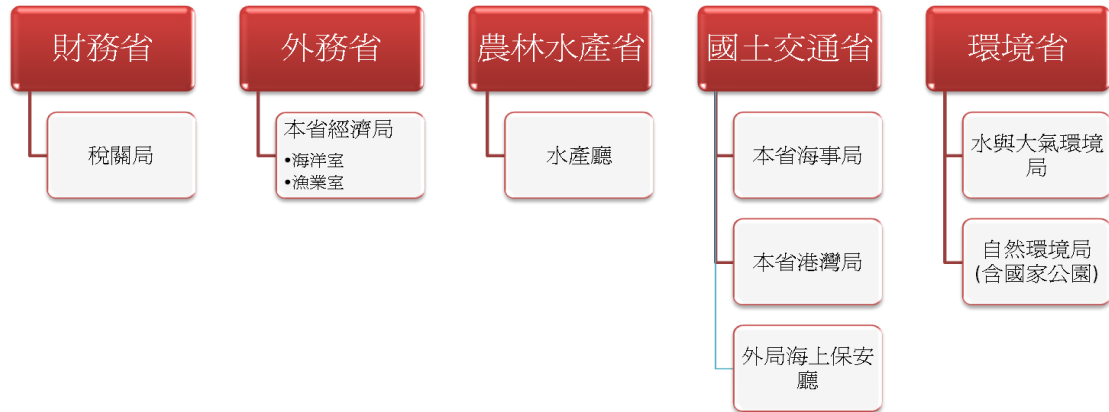 財務省
稅關局
外務省
本省經濟局
•海洋室
•漁業室
農林水產省
水產廳
國土交通省
本省海事局
本省港灣局
外局海上保安
廳
環境省
水與大氣環境
局
自然環境局
(含國家公園)